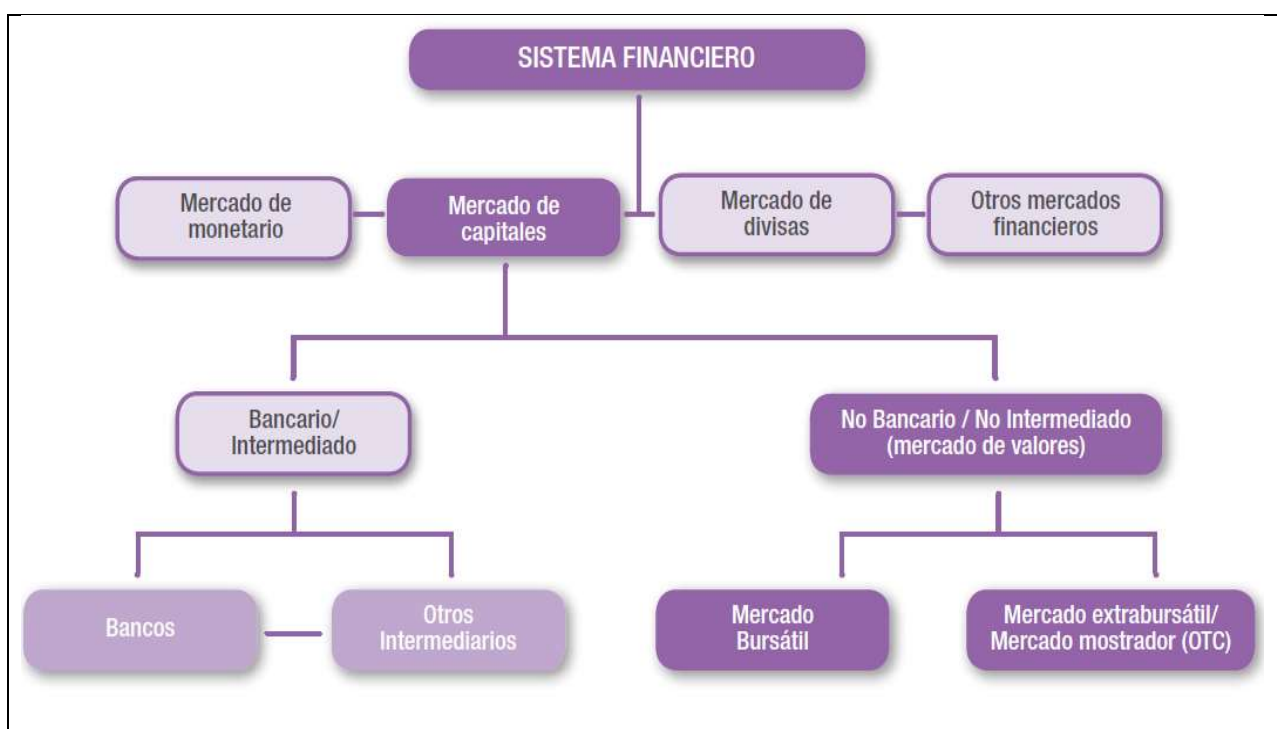 SISTEMA FINANCIERO
Mercado de
monetario
Mercado de
capitales
Mercado de
divisas
Otros mercados
financieros
Bancario/
Intermediado
No Bancario / No Intermediado
(mercado de valores)
Bancos
Otros
Intermediarios
Mercado
Bursátil
Mercado extrabursátil/
Mercado mostrador (OTC)